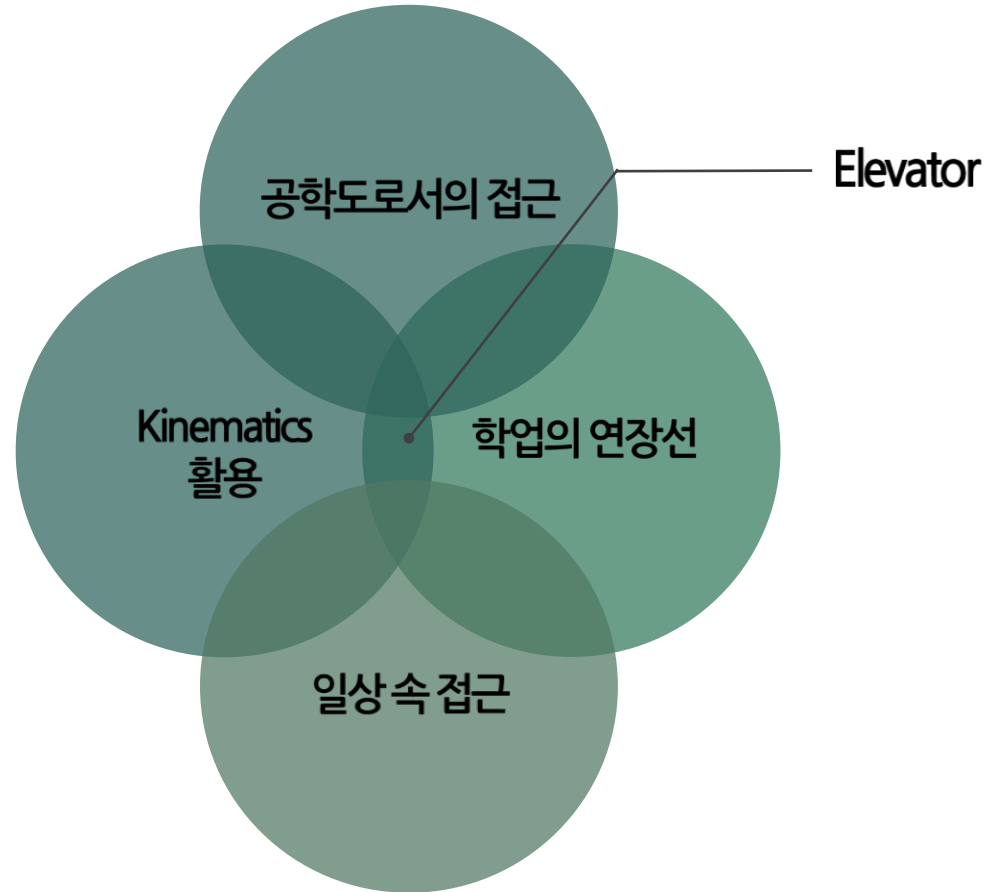 공학도로서의 접근
Elevator
Kinematics
활용
학업의 연장선
일상 속 접근